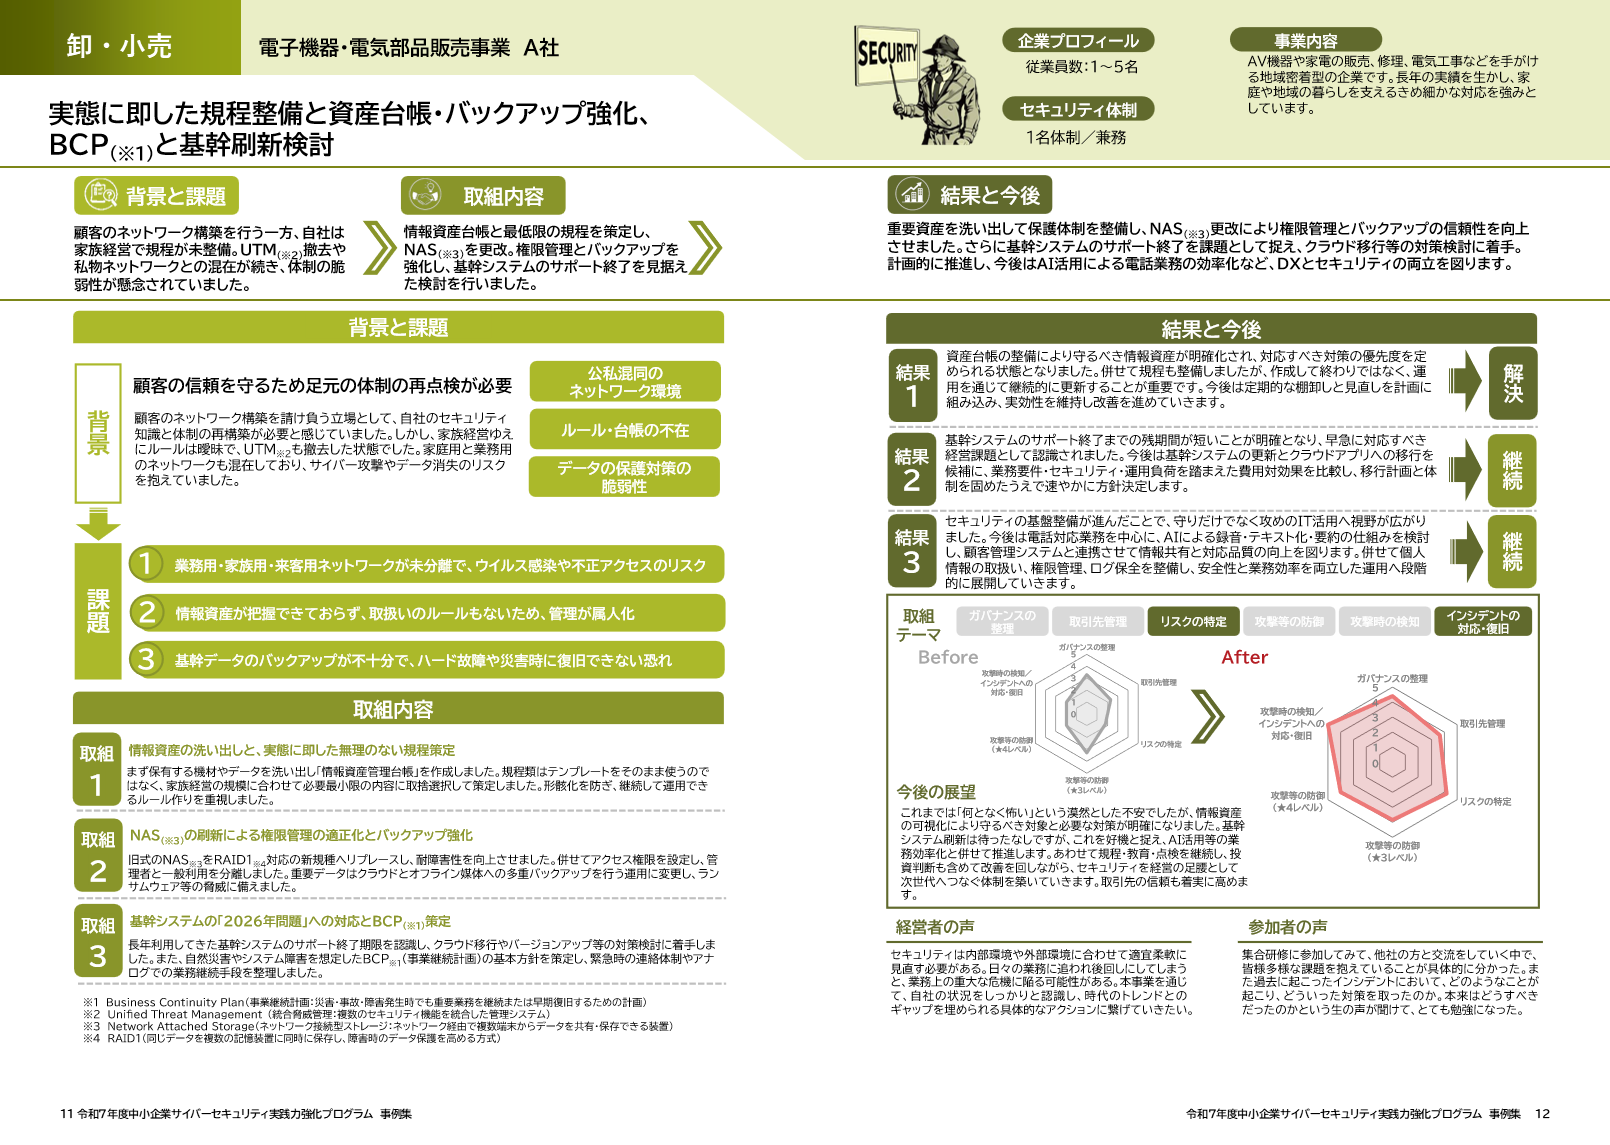 卸・小売
電子機器・電気部品販売事業 A社
実態に即した規程整備と資産台帳・バックアップ強化、
BCP(※1)と基幹刷新検討
SECURITY
企業プロフィール
従業員数：1～5名
セキュリティ体制
1名体制／兼務
事業内容
AV機器や家電の販売、修理、電気工事などを手がけ
る地域密着型の企業です。長年の実績を生かし、家
庭や地域の暮らしを支えるきめ細かな対応を強みと
しています。
背景と課題
顧客のネットワーク構築を行う一方、自社は
家族経営で規程が未整備。UTM(※2)撤去や
私物ネットワークとの混在が続き、体制の脆
弱性が懸念されていました。
取組内容
情報資産台帳と最低限の規程を策定し、
NAS(※3)を更改。権限管理とバックアップを
強化し、基幹システムのサポート終了を見据え
た検討を行いました。
結果と今後
重要資産を洗い出して保護体制を整備し、NAS(※3)更改により権限管理とバックアップの信頼性を向上
させました。さらに基幹システムのサポート終了を課題として捉え、クラウド移行等の対策検討に着手。
計画的に推進し、今後はAI活用による電話業務の効率化など、DXとセキュリティの両立を図ります。
背景と課題
背景
顧客の信頼を守るため足元の体制の再点検が必要
顧客のネットワーク構築を請け負う立場として、自社のセキュリティ
知識と体制の再構築が必要と感じていました。しかし、家族経営ゆえ
にルールは曖昧で、UTM※2も撤去した状態でした。家庭用と業務用
のネットワークも混在しており、サイバー攻撃やデータ消失のリスク
を抱えていました。
公私混同の
ネットワーク環境
ルール・台帳の不在
データの保護対策の
脆弱性
課題
1 業務用・家族用・来客用ネットワークが未分離で、ウイルス感染や不正アクセスのリスク
2 情報資産が把握できておらず、取扱いのルールもないため、管理が属人化
3 基幹データのバックアップが不十分で、ハード故障や災害時に復旧できない恐れ
取組内容
取組
1
情報資産の洗い出しと、実態に即した無理のない規程策定
まず保有する機材やデータを洗い出し「情報資産管理台帳」を作成しました。規程類はテンプレートをそのまま使うので
はなく、家族経営の規模に合わせて必要最小限の内容に取捨選択して策定しました。形骸化を防ぎ、継続して運用でき
るルール作りを重視しました。
取組
2
NAS(※3)の刷新による権限管理の適正化とバックアップ強化
旧式のNAS※3をRAID1※4対応の新規種へリプレースし、耐障害性を向上させました。併せてアクセス権限を設定し、管
理者と一般利用を分離しました。重要データはクラウドとオフライン媒体への多重バックアップを行う運用に変更し、ラン
サムウェア等の脅威に備えました。
取組
3
基幹システムの「2026年問題」への対応とBCP(※1)策定
長年利用してきた基幹システムのサポート終了期限を認識し、クラウド移行やバージョンアップ等の対策検討に着手しま
した。また、自然災害やシステム障害を想定したBCP※1(事業継続計画)の基本方針を策定し、緊急時の連絡体制やアナ
ログでの業務継続手段を整理しました。
※1 Business Continuity Plan(事業継続計画：災害・事故・障害発生時でも重要業務を継続または早期復旧するための計画)
※2 Unified Threat Management (統合脅威管理：複数のセキュリティ機能を統合した管理システム)
※3 Network Attached Storage(ネットワーク接続型ストレージ：ネットワーク経由で複数端末からデータを共有・保存できる装置)
※4 RAID1(同じデータを複数の記憶装置に同時に保存し、障害時のデータ保護を高める方式)
11 令和7年度中小企業サイバーセキュリティ実践力強化プログラム 事例集
結果と今後
結果
1
資産台帳の整備により守るべき情報資産が明確化され、対応すべき対策の優先度を定
められる状態となりました。併せて規程も整備しましたが、作成して終わりではなく、運
用を通じて継続的に更新することが重要です。今後は定期的な棚卸しと見直しを計画に
組み込み、実効性を維持し改善を進めていきます。
解決
結果
2
基幹システムのサポート終了までの残期間が短いことが明確となり、早急に対応すべき
経営課題として認識されました。今後は基幹システムの更新とクラウドアプリへの移行を
候補に、業務要件・セキュリティ・運用負荷を踏まえた費用対効果を比較し、移行計画と体
制を固めたうえで速やかに方針決定します。
継続
結果
3
セキュリティの基盤整備が進んだことで、守りだけでなく攻めのIT活用へ視野が広がり
ました。今後は電話対応業務を中心に、AIによる録音・テキスト化・要約の仕組みを検討
し、顧客管理システムと連携させて情報共有と対応品質の向上を図ります。併せて個人
情報の取扱い、権限管理、ログ保全を整備し、安全性と業務効率を両立した運用へ段階
的に展開していきます。
継続
取組
テーマ
ガバナンスの
整理
取引先管理
リスクの特定
攻撃等の防御
攻撃時の検知
インシデントの
対応・復旧
Before
ガバナンスの整理
5
4
3
2
1
0
取引先管理
リスクの特定
攻撃等の防御
(★3レベル)
攻撃等の防御
(★4レベル)
攻撃時の検知／
インシデントへの
対応・復旧
After
ガバナンスの整理
5
4
3
2
1
0
取引先管理
リスクの特定
攻撃等の防御
(★3レベル)
攻撃等の防御
(★4レベル)
攻撃時の検知／
インシデントへの
対応・復旧
今後の展望
これまでは「何となく怖い」という漠然とした不安でしたが、情報資産
の可視化により守るべき対象と必要な対策が明確になりました。基幹
システム刷新は待ったなしですが、これを好機と捉え、AI活用等の業
務効率化と併せて推進します。あわせて規程・教育・点検を継続し、投
資判断も含めて改善を回しながら、セキュリティを経営の足腰として
次世代へつなぐ体制を築いていきます。取引先の信頼も着実に高めま
す。
経営者の声
セキュリティは内部環境や外部環境に合わせて適宜柔軟に
見直す必要がある。日々の業務に追われ後回しにしてしまう
と、業務上の重大な危機に陥る可能性がある。本事業を通じ
て、自社の状況をしっかりと認識し、時代のトレンドとの
ギャップを埋められる具体的なアクションに繋げていきたい。
参加者の声
集合研修に参加してみて、他社の方と交流をしていく中で、
皆様多様な課題を抱えていることが具体的に分かった。ま
た過去に起こったインシデントにおいて、どのようなことが
起こり、どういった対策を取ったのか。本来はどうすべき
だったのかという生の声が聞けて、とても勉強になった。
令和7年度中小企業サイバーセキュリティ実践力強化プログラム 事例集 12